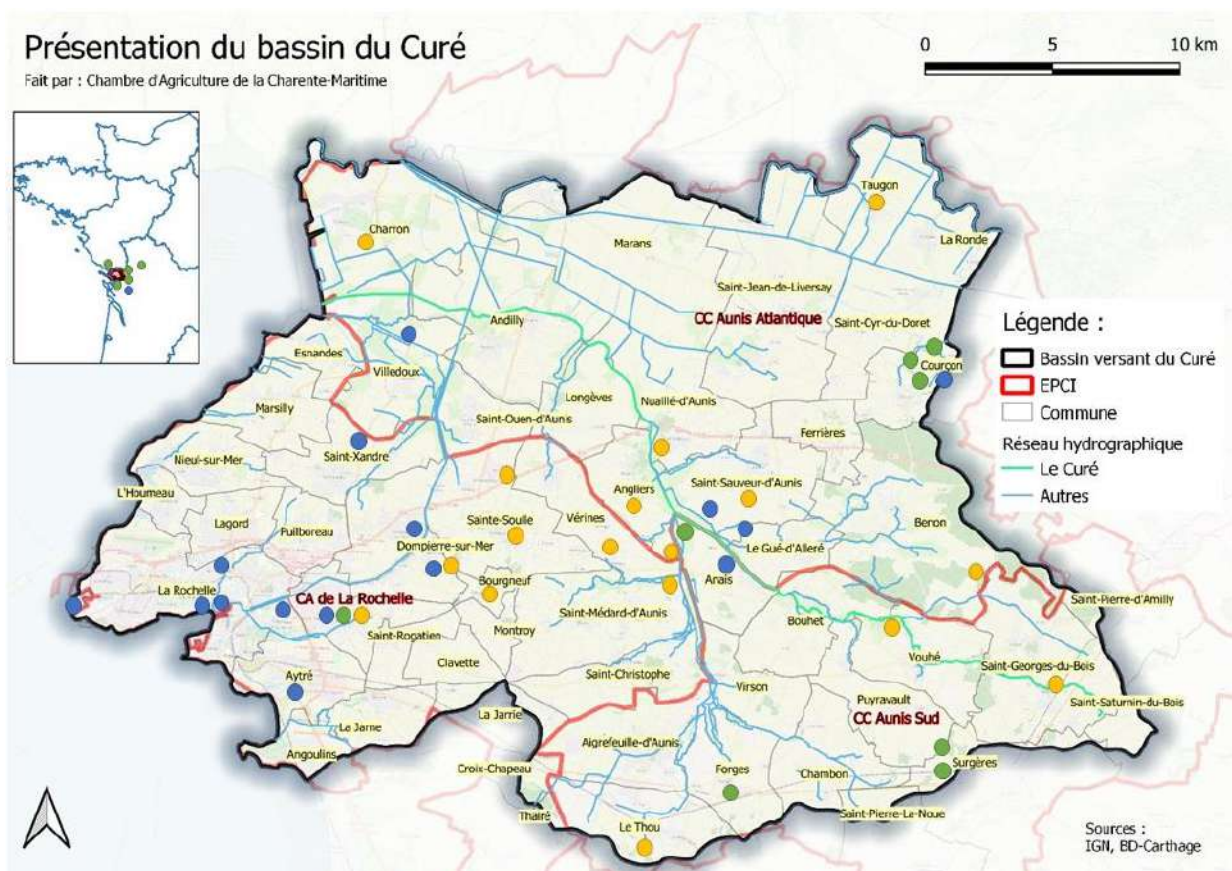 Présentation du bassin du Curé
Fait par : Chambre d'Agriculture de la Charente-Maritime
0 5 10 km
Taugon
Charron
Marans
La Ronde
Saint-Jean-de-Liversay
CC Aunis Atlantique
Andilly
Saint-Cyr-du-Doret
Légende :
Bassin versant du Curé
EPCI
Commune
Réseau hydrographique
Le Curé
Autres
Esnandes
Villedoux
Courçon
Longèves
Nuaillé-d'Aunis
Marsilly
Saint-Ouen-d'Aunis
Ferrières
Saint-Xandre
Nieul-sur-Mer
L'Houmeau
Angliers
Saint-Sauveur-d'Aunis
Lagord
Puilboreau
Sainte-Soulle
Vérines
Benon
Dompierre-sur-Mer
Le Gué-d'Alleré
Bourgneuf
Anais
La Rochelle
CA de La Rochelle
Saint-Médard-d'Aunis
Saint-Pierre-d'Amilly
Saint-Rogatien
Montroy
Bouhet
Vouhé
Clavette
Saint-Christophe
Saint-Georges-du-Bois
Aytré
Virson
Puyravault
Saint-Saturnin-du-Bois
La Jarne
La Jarrie
CC Aunis Sud
Angoulins
Aigrefeuille-d'Aunis
Croix-Chapeau
Forges
Chambon
Surgères
Thairé
Saint-Pierre-La-Noue
Le Thou
Sources :
IGN, BD-Carthage